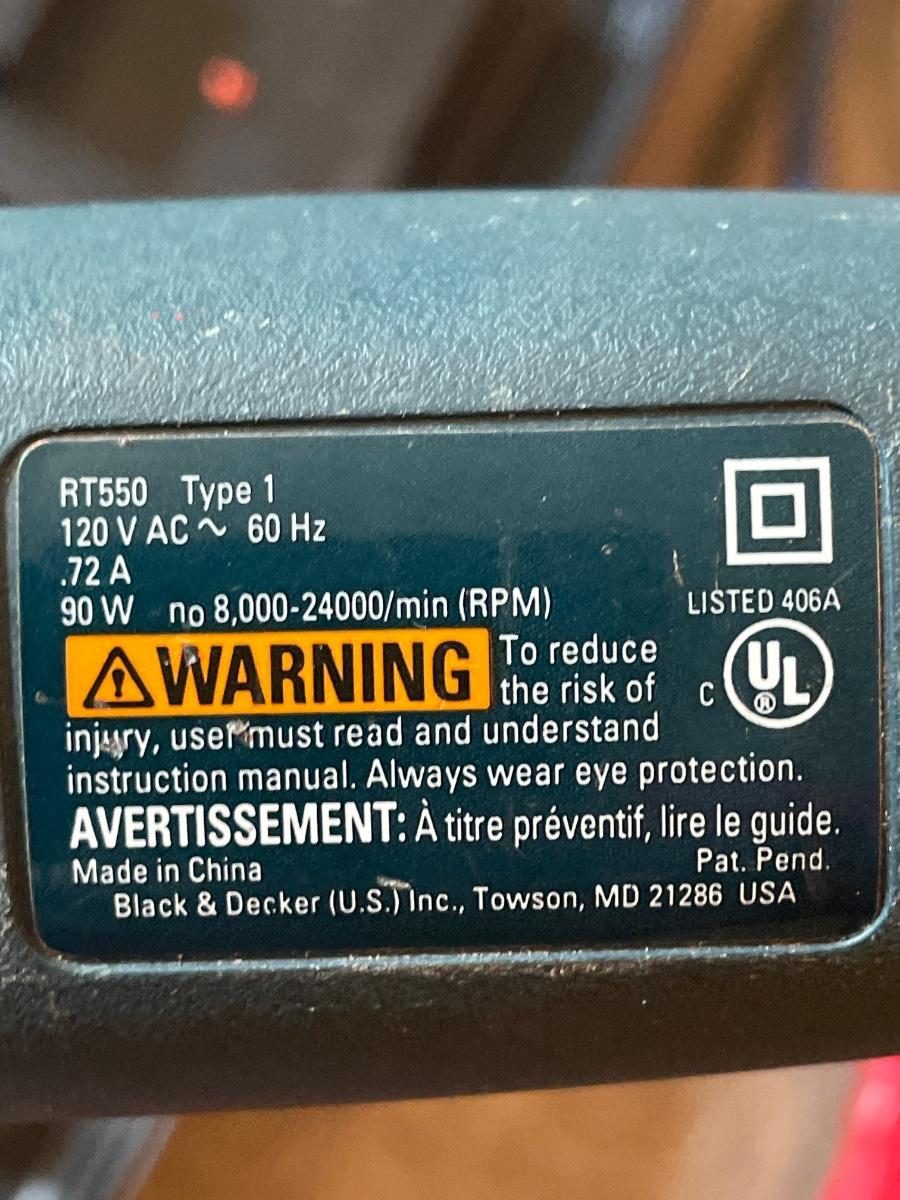 RT550 Type 1
120 V AC ~ 60 Hz
.72 A
90 W no 8,000-24000/min (RPM)
LISTED 406A
⚠WARNING To reduce
the risk of
C UL®
injury, user must read and understand
instruction manual. Always wear eye protection.
AVERTISSEMENT: À titre préventif, lire le guide.
Made in China Pat. Pend.
Black & Decker (U.S.) Inc., Towson, MD 21286 USA